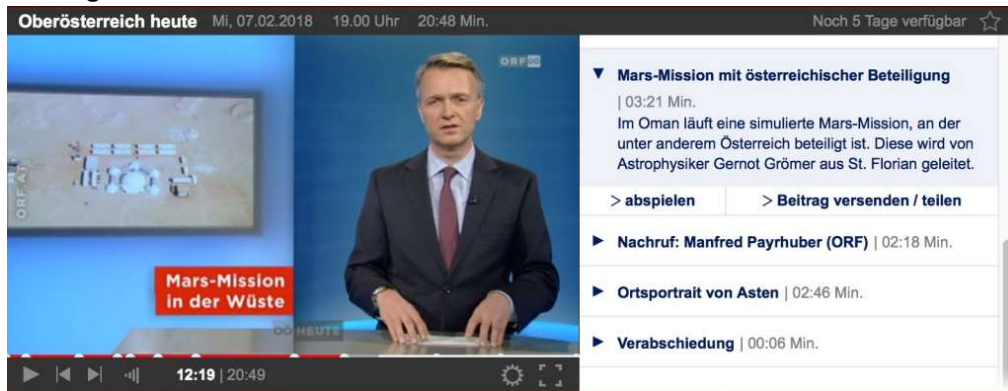 Oberösterreich heute Mi, 07.02.2018 19.00 Uhr 20:48 Min. Noch 5 Tage verfügbar
ORF OÖ
ORF.AT
Mars-Mission
in der Wüste
OÖ HEUTE
12:19 | 20:49
▼ Mars-Mission mit österreichischer Beteiligung
| 03:21 Min.
Im Oman läuft eine simulierte Mars-Mission, an der
unter anderem Österreich beteiligt ist. Diese wird von
Astrophysiker Gernot Grömer aus St. Florian geleitet.
> abspielen > Beitrag versenden / teilen
► Nachruf: Manfred Payrhuber (ORF) | 02:18 Min.
► Ortsportrait von Asten | 02:46 Min.
► Verabschiedung | 00:06 Min.